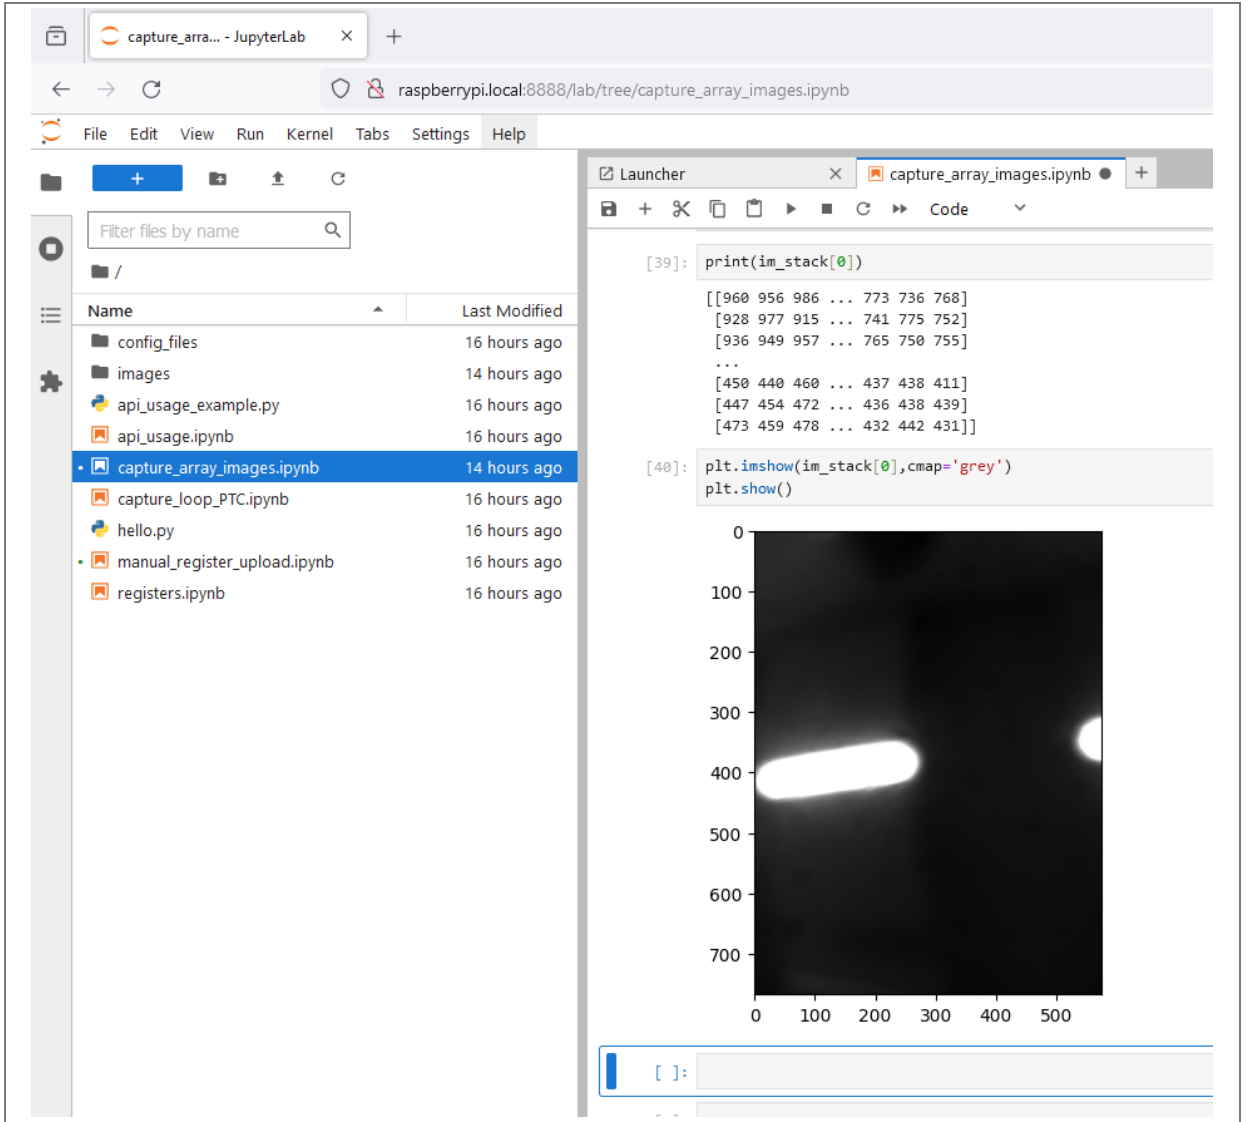 capture_arra... - JupyterLab
raspberrypi.local:8888/lab/tree/capture_array_images.ipynb
File Edit View Run Kernel Tabs Settings Help
Filter files by name
/
Name Last Modified
config_files 16 hours ago
images 14 hours ago
api_usage_example.py 16 hours ago
api_usage.ipynb 16 hours ago
capture_array_images.ipynb 14 hours ago
capture_loop_PTC.ipynb 16 hours ago
hello.py 16 hours ago
manual_register_upload.ipynb 16 hours ago
registers.ipynb 16 hours ago
Launcher capture_array_images.ipynb
Code
[39]: print(im_stack[0])
[[960 956 986 ... 773 736 768]
[928 977 915 ... 741 775 752]
[936 949 957 ... 765 750 755]
...
[450 440 460 ... 437 438 411]
[447 454 472 ... 436 438 439]
[473 459 478 ... 432 442 431]]
[40]: plt.imshow(im_stack[0],cmap='grey')
plt.show()
0
100
200
300
400
500
600
700
0 100 200 300 400 500
[ ]: